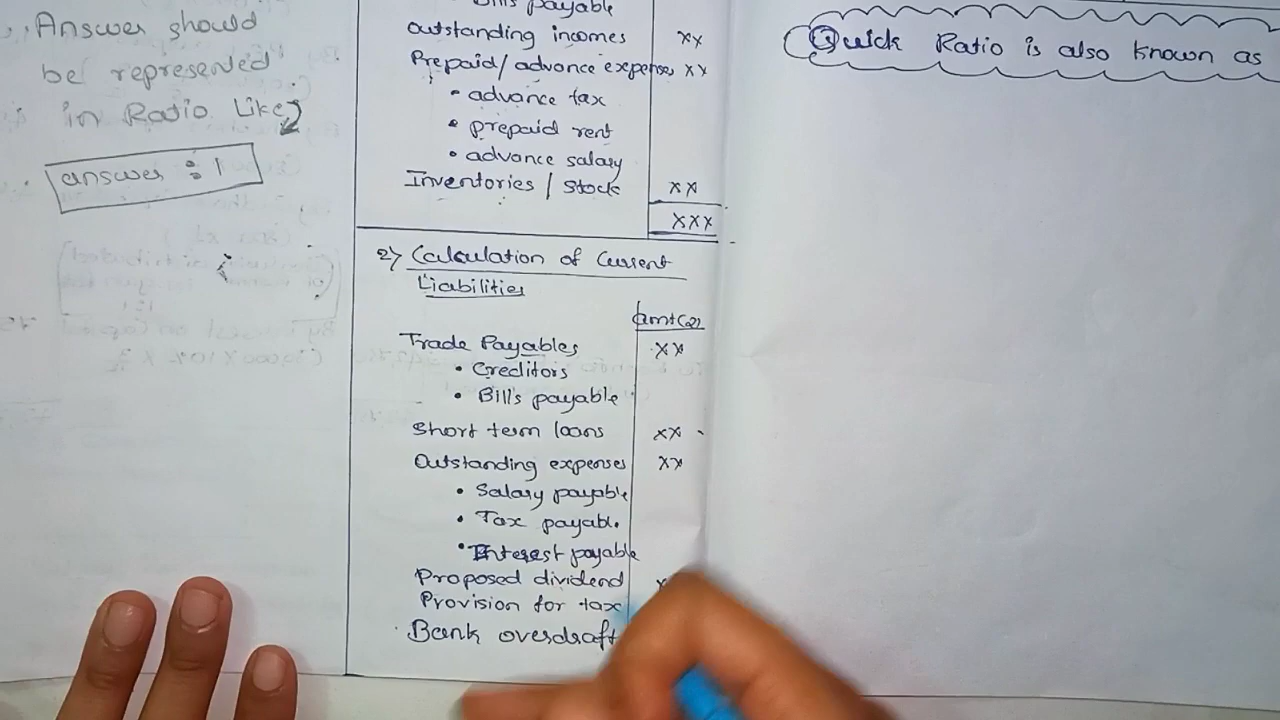 Answer should
be represented
in Ratio Like
answer : 1
Bills payable
Outstanding incomes xx
Prepaid/advance expenses xx
• advance tax
• prepaid rent
• advance salary
Inventories / Stock xx
xxx
2) Calculation of Current
Liabilities
Amt(₹)
Trade Payables xx
• Creditors
• Bill's payable
Short term loans xx
Outstanding expenses xx
• Salary payable
• Tax payable
• Interest payable
Proposed dividend x
Provision for tax
Bank overdraft
Quick Ratio is also known as